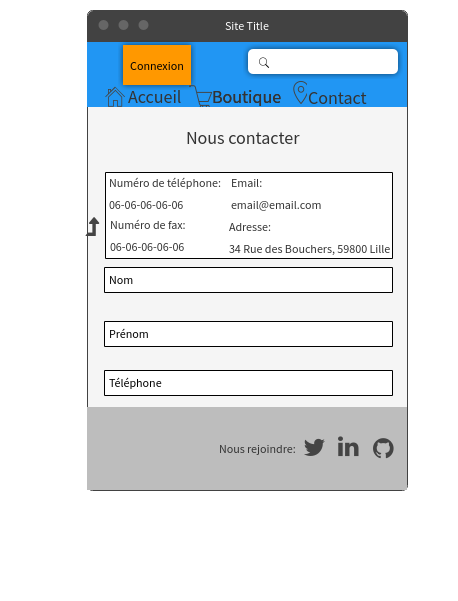 Site Title
Connexion
Accueil Boutique Contact
Nous contacter
Numéro de téléphone: Email:
06-06-06-06-06 email@email.com
Numéro de fax: Adresse:
06-06-06-06-06 34 Rue des Bouchers, 59800 Lille
Nom
Prénom
Téléphone
Nous rejoindre: